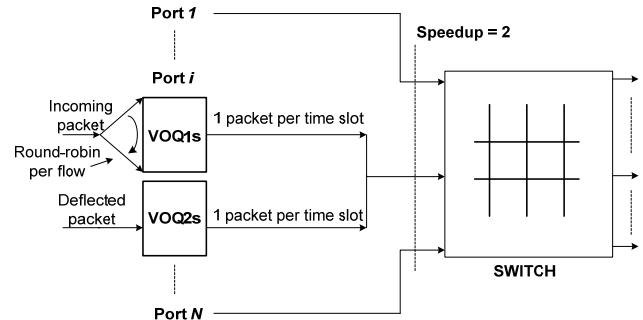 Port 1
Speedup = 2
Port i
Incoming
packet
1 packet per time slot
VOQ1s
Round-robin
per flow
Deflected
packet
1 packet per time slot
VOQ2s
SWITCH
Port N